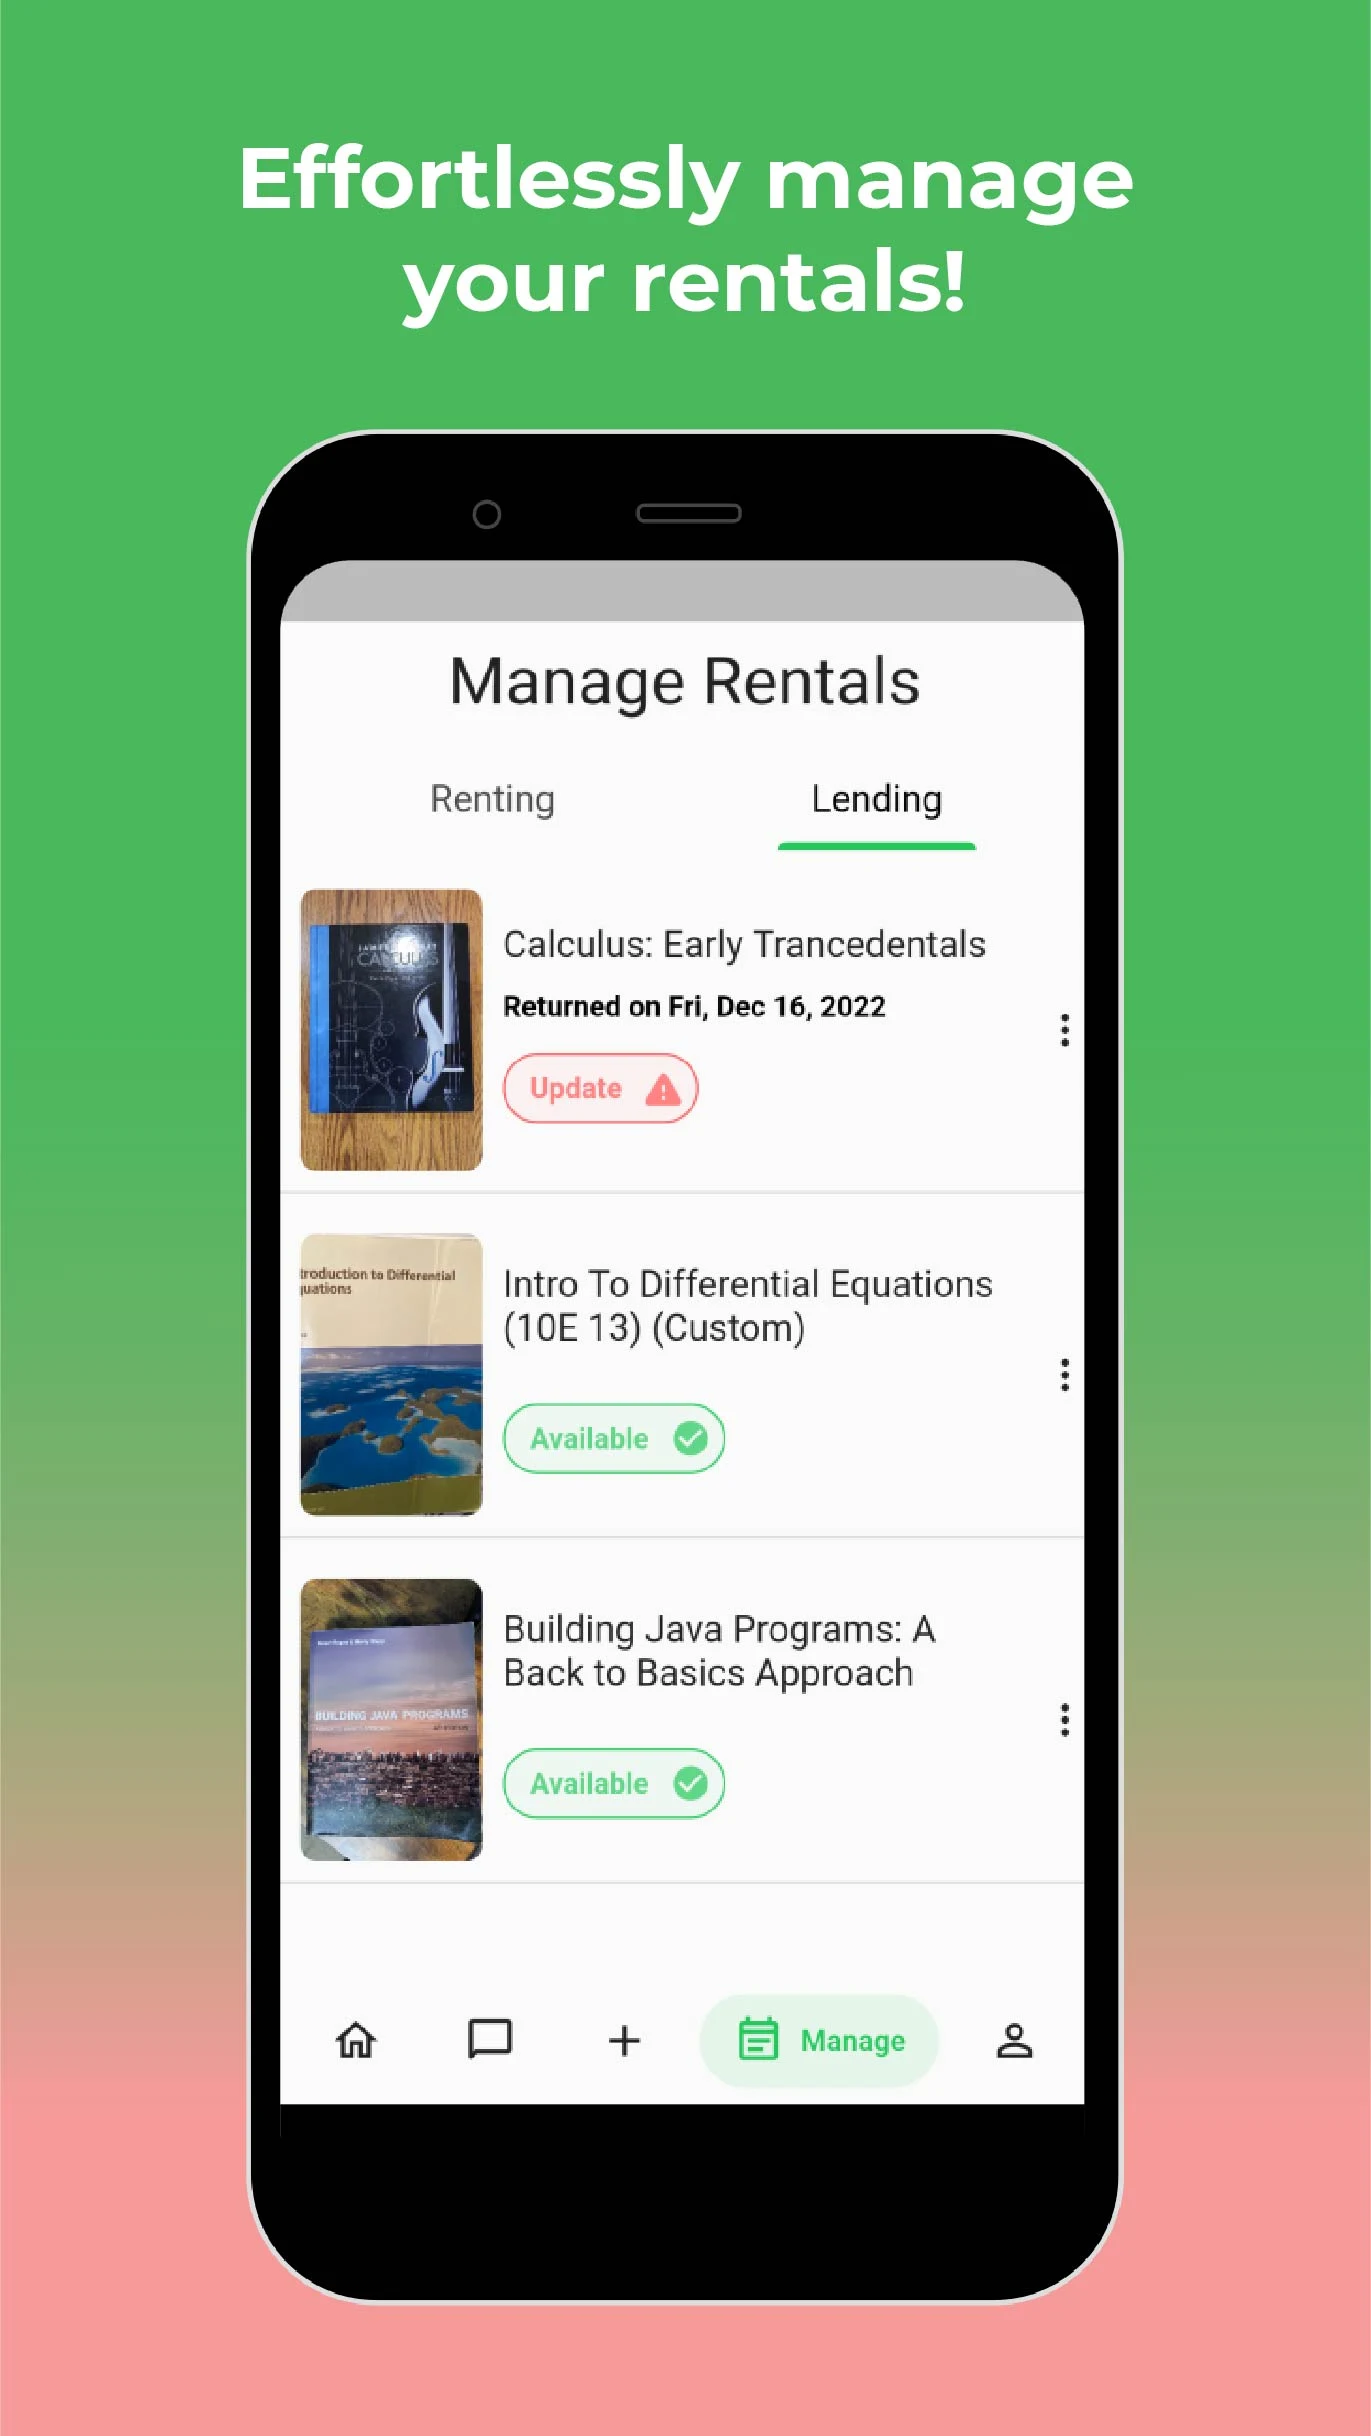 Effortlessly manage
your rentals!
Manage Rentals
Renting
Lending
CALCULUS
Calculus: Early Trancedentals
Returned on Fri, Dec 16, 2022
Update
troduction to Differential
uations
Intro To Differential Equations
(10E 13) (Custom)
Available
BUILDING JAVA PROGRAMS
Building Java Programs: A
Back to Basics Approach
Available
Manage